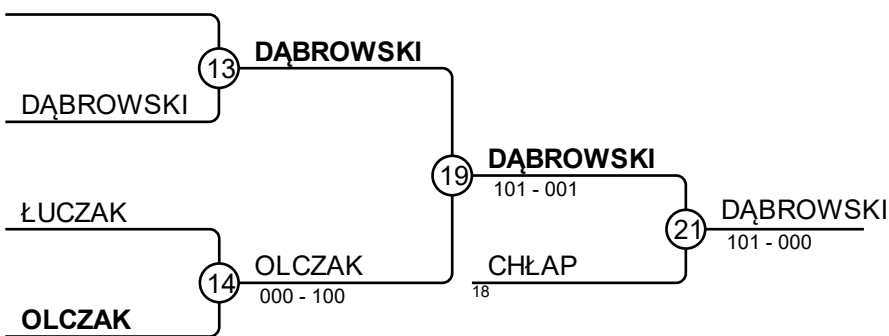 DĄBROWSKI
13
DĄBROWSKI
DĄBROWSKI
19
101 - 001
ŁUCZAK
DĄBROWSKI
21
101 - 000
OLCZAK
14
000 - 100
CHŁAP
18
OLCZAK